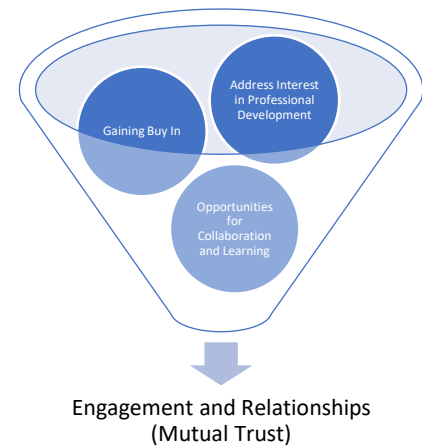 Address Interest
in Professional
Development
Gaining Buy In
Opportunities
for
Collaboration
and Learning
Engagement and Relationships
(Mutual Trust)